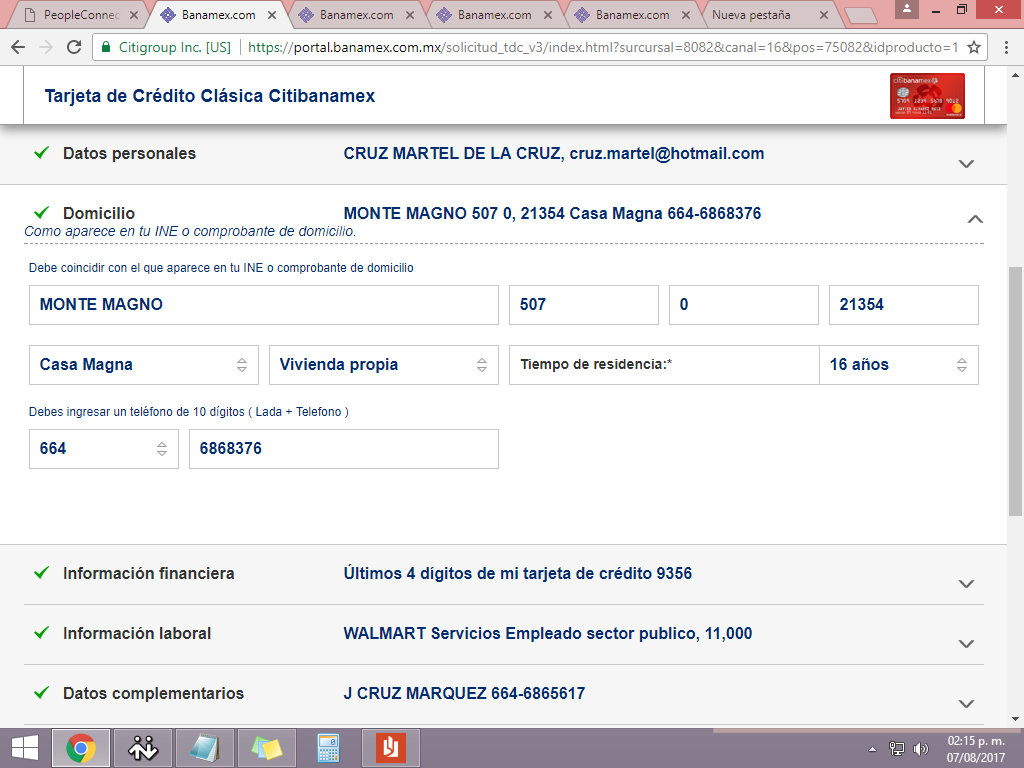 PeopleConnec
Banamex.com
Banamex.com
Banamex.com
Banamex.com
Nueva pestaña
Citigroup Inc. [US] https://portal.banamex.com.mx/solicitud_tdc_v3/index.html?surcursal=8082&canal=16&pos=75082&idproducto=1
Tarjeta de Crédito Clásica Citibanamex
citibanamex
Datos personales CRUZ MARTEL DE LA CRUZ, cruz.martel@hotmail.com
Domicilio MONTE MAGNO 507 0, 21354 Casa Magna 664-6868376
Como aparece en tu INE o comprobante de domicilio.
Debe coincidir con el que aparece en tu INE o comprobante de domicilio
MONTE MAGNO 507 0 21354
Casa Magna Vivienda propia Tiempo de residencia:* 16 años
Debes ingresar un teléfono de 10 dígitos ( Lada + Telefono )
664 6868376
Información financiera Últimos 4 dígitos de mi tarjeta de crédito 9356
Información laboral WALMART Servicios Empleado sector publico, 11,000
Datos complementarios J CRUZ MARQUEZ 664-6865617
02:15 p. m.
07/08/2017